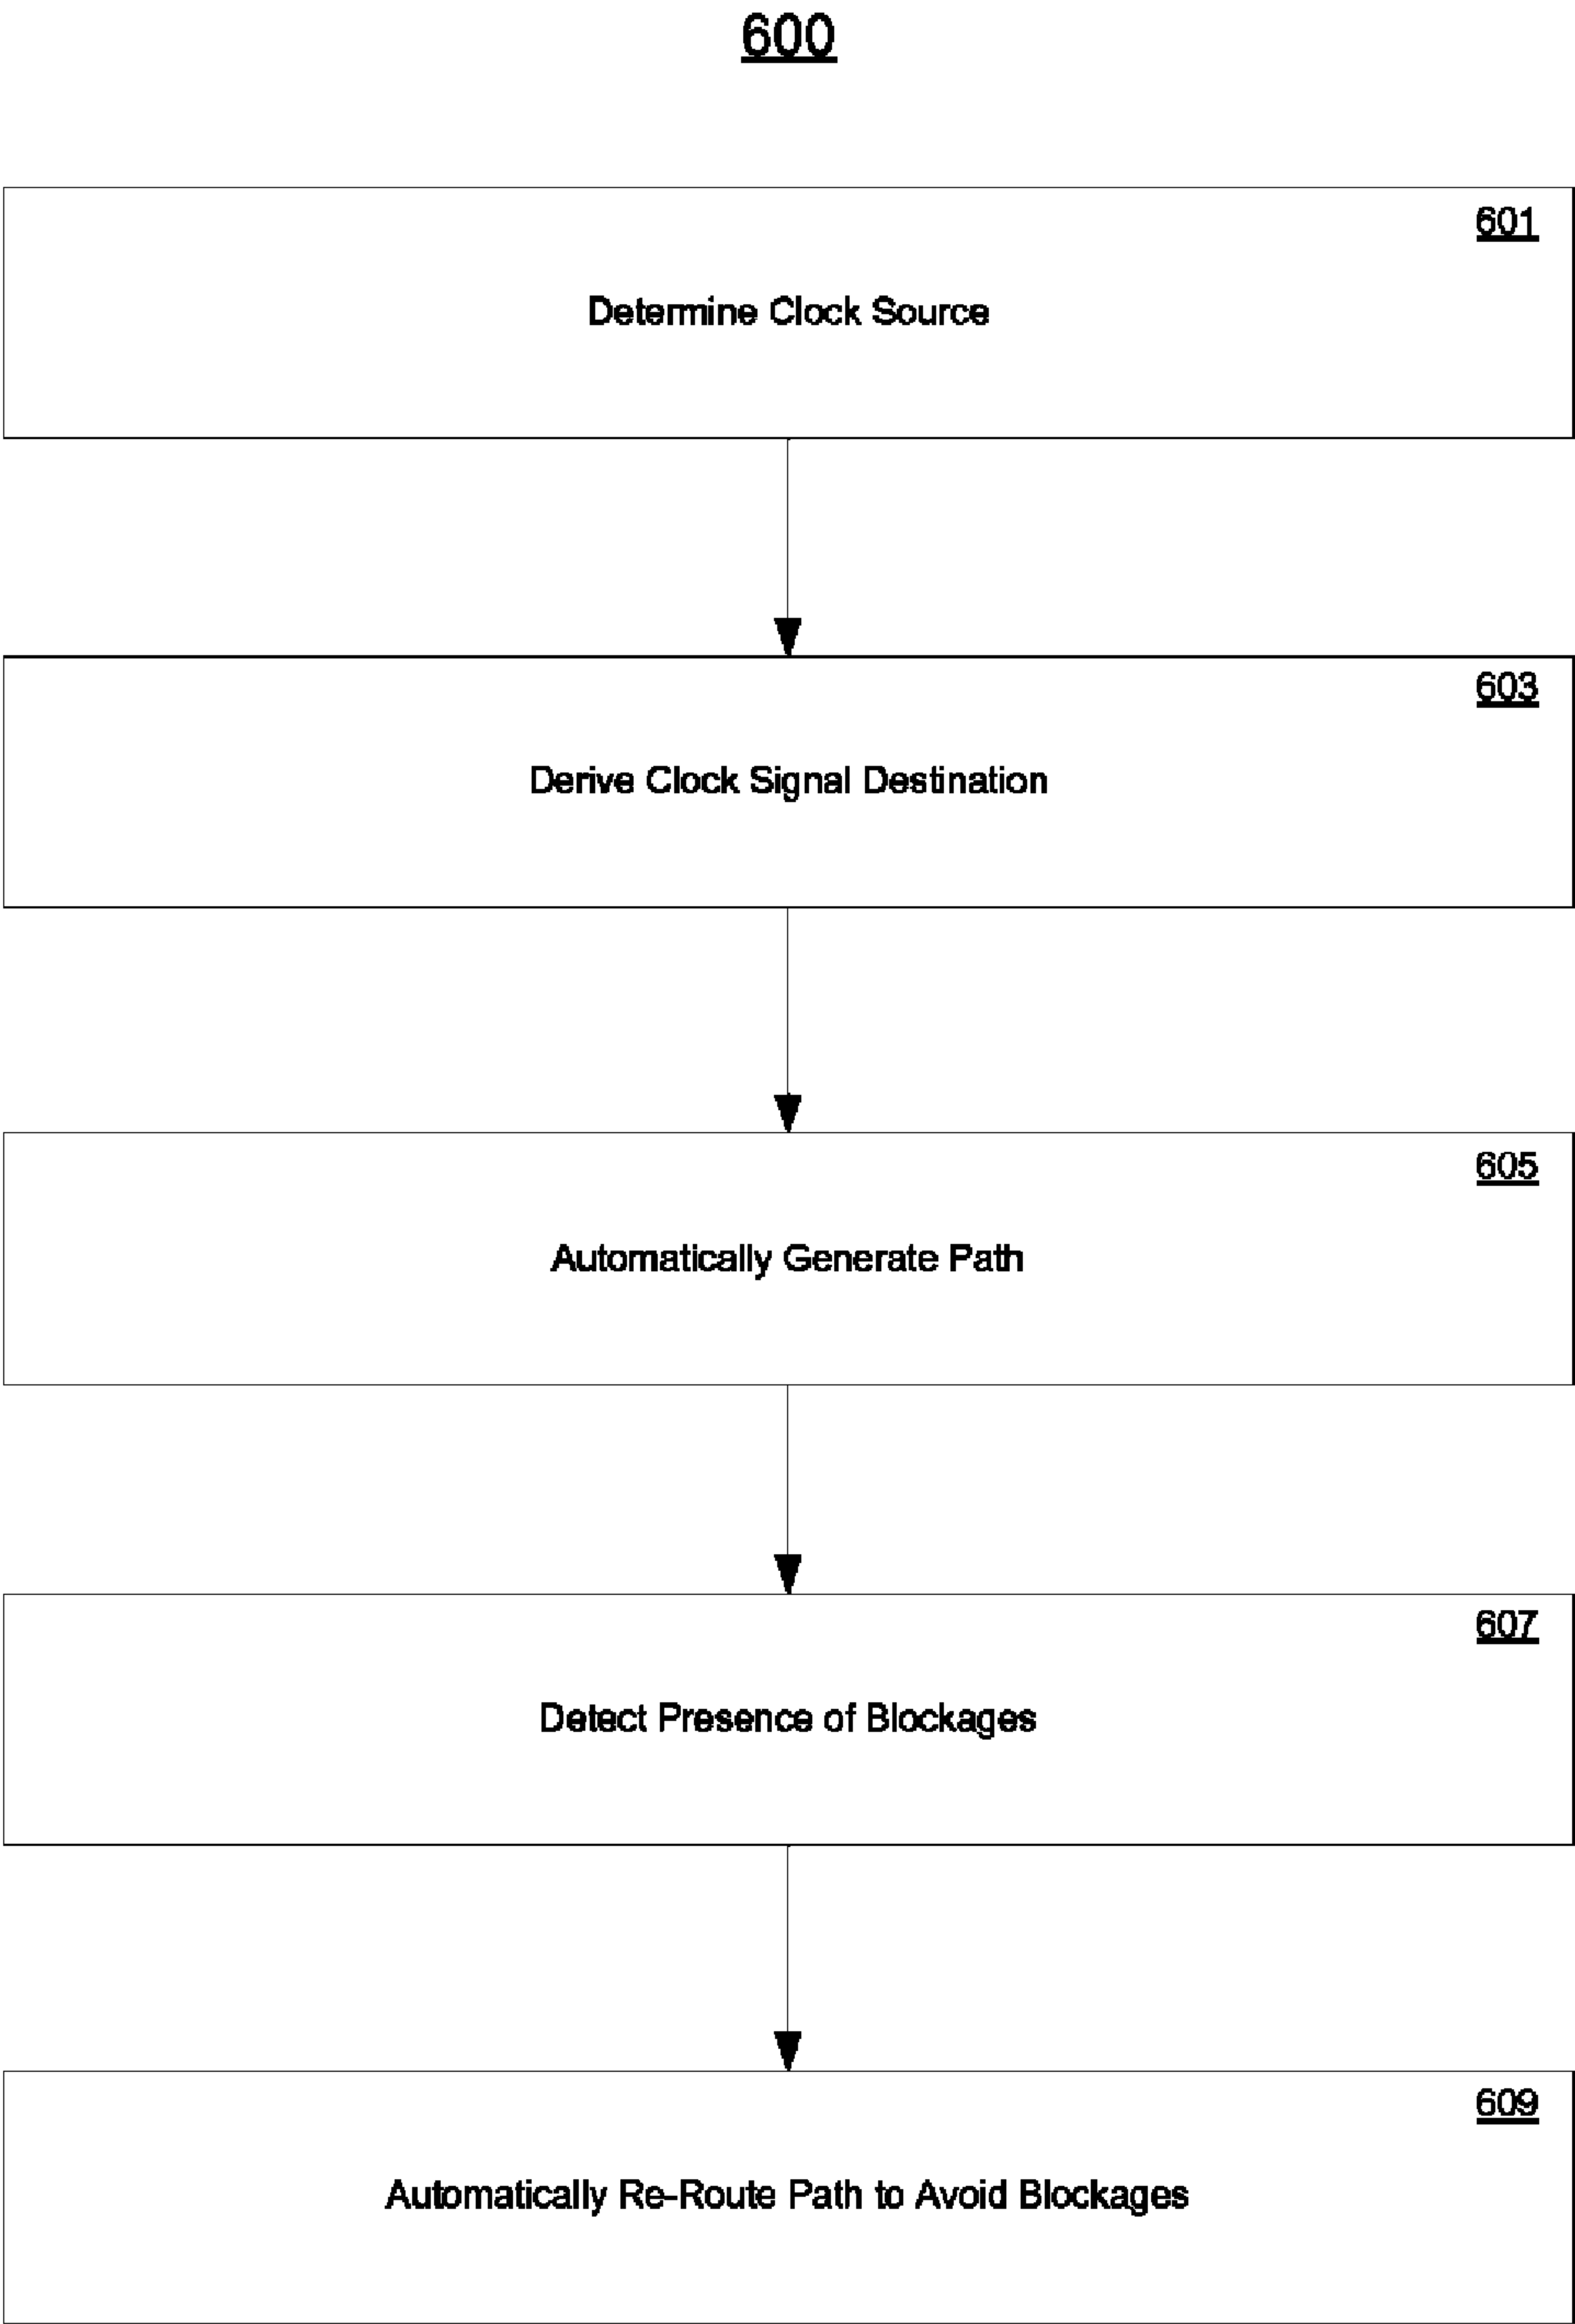 600
601
Determine Clock Source
603
Derive Clock Signal Destination
605
Automatically Generate Path
607
Detect Presence of Blockages
609
Automatically Re-Route Path to Avoid Blockages